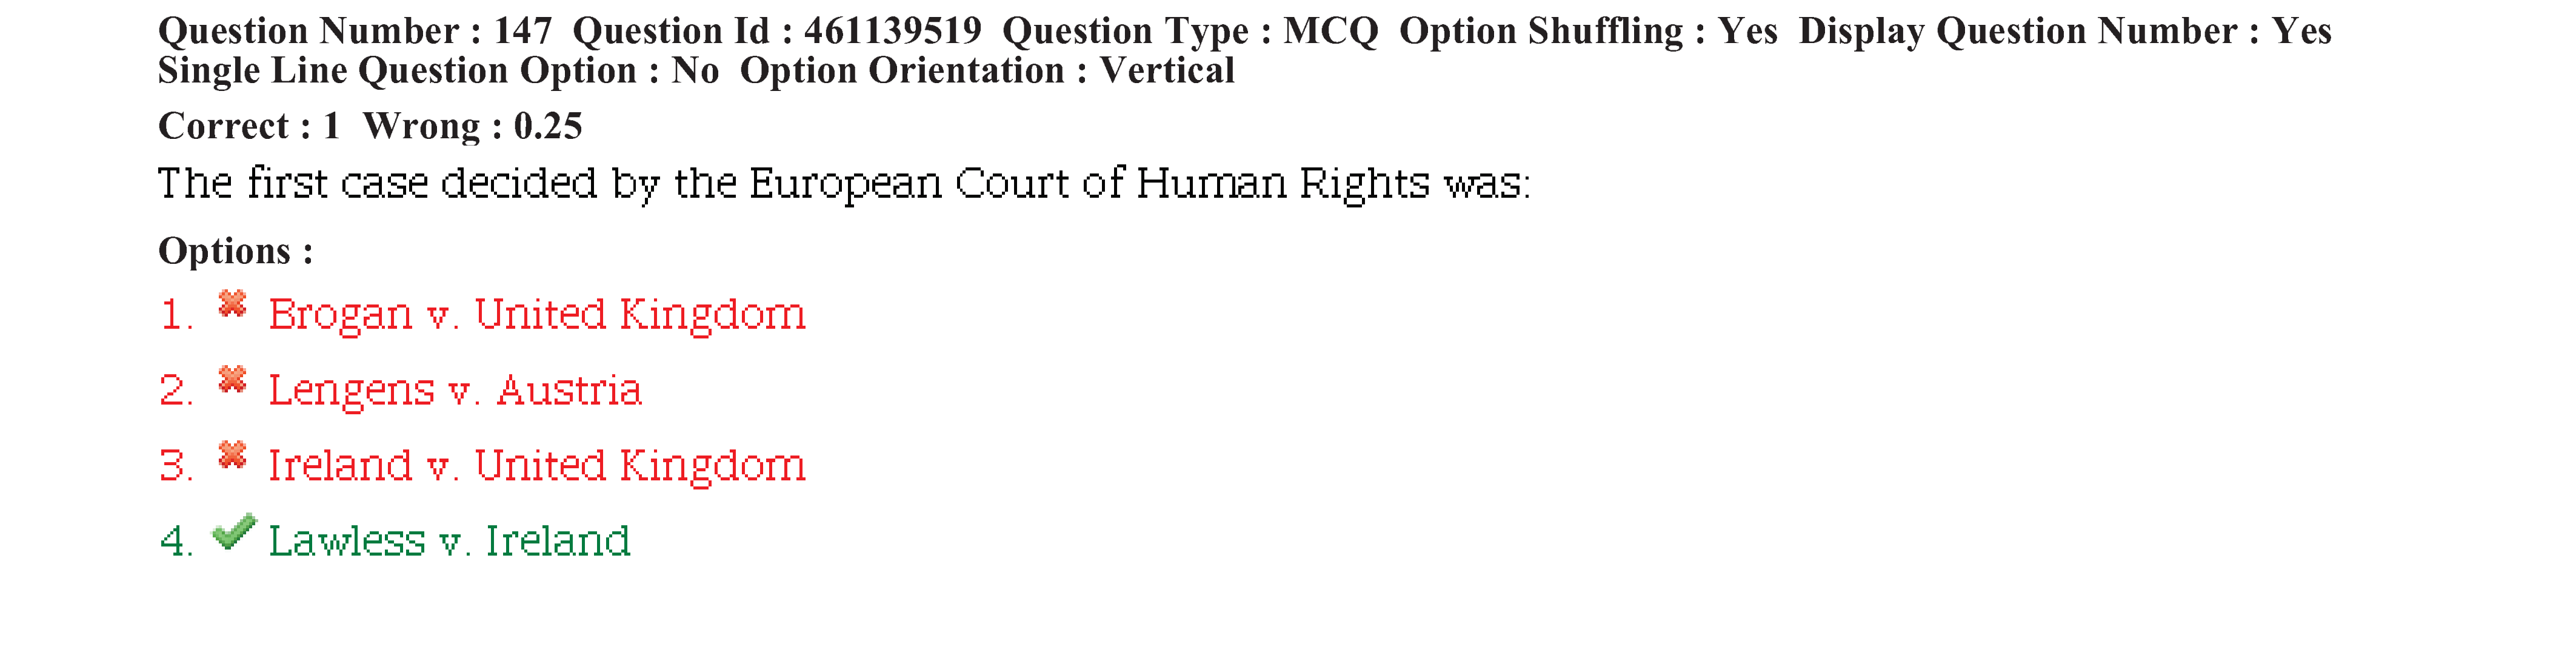 Question Number : 147 Question Id : 461139519 Question Type : MCQ Option Shuffling : Yes Display Question Number : Yes
Single Line Question Option : No Option Orientation : Vertical
Correct : 1 Wrong : 0.25
The first case decided by the European Court of Human Rights was:
Options :
1. Brogan v. United Kingdom
2. Lengens v. Austria
3. Ireland v. United Kingdom
4. Lawless v. Ireland